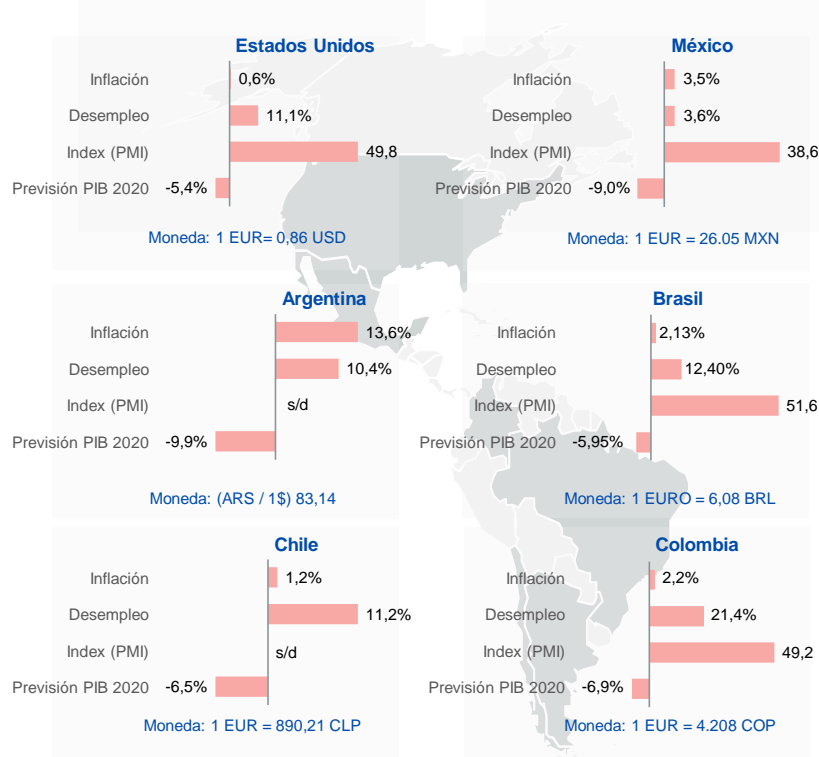 Estados Unidos
Inflación 0,6%
Desempleo 11,1%
Index (PMI) 49,8
Previsión PIB 2020 -5,4%
Moneda: 1 EUR= 0,86 USD
México
Inflación 3,5%
Desempleo 3,6%
Index (PMI) 38,6
Previsión PIB 2020 -9,0%
Moneda: 1 EUR = 26.05 MXN
Argentina
Inflación 13,6%
Desempleo 10,4%
Index (PMI) s/d
Previsión PIB 2020 -9,9%
Moneda: (ARS / 1$) 83,14
Brasil
Inflación 2,13%
Desempleo 12,40%
Index (PMI) 51,6
Previsión PIB 2020 -5,95%
Moneda: 1 EURO = 6,08 BRL
Chile
Inflación 1,2%
Desempleo 11,2%
Index (PMI) s/d
Previsión PIB 2020 -6,5%
Moneda: 1 EUR = 890,21 CLP
Colombia
Inflación 2,2%
Desempleo 21,4%
Index (PMI) 49,2
Previsión PIB 2020 -6,9%
Moneda: 1 EUR = 4.208 COP